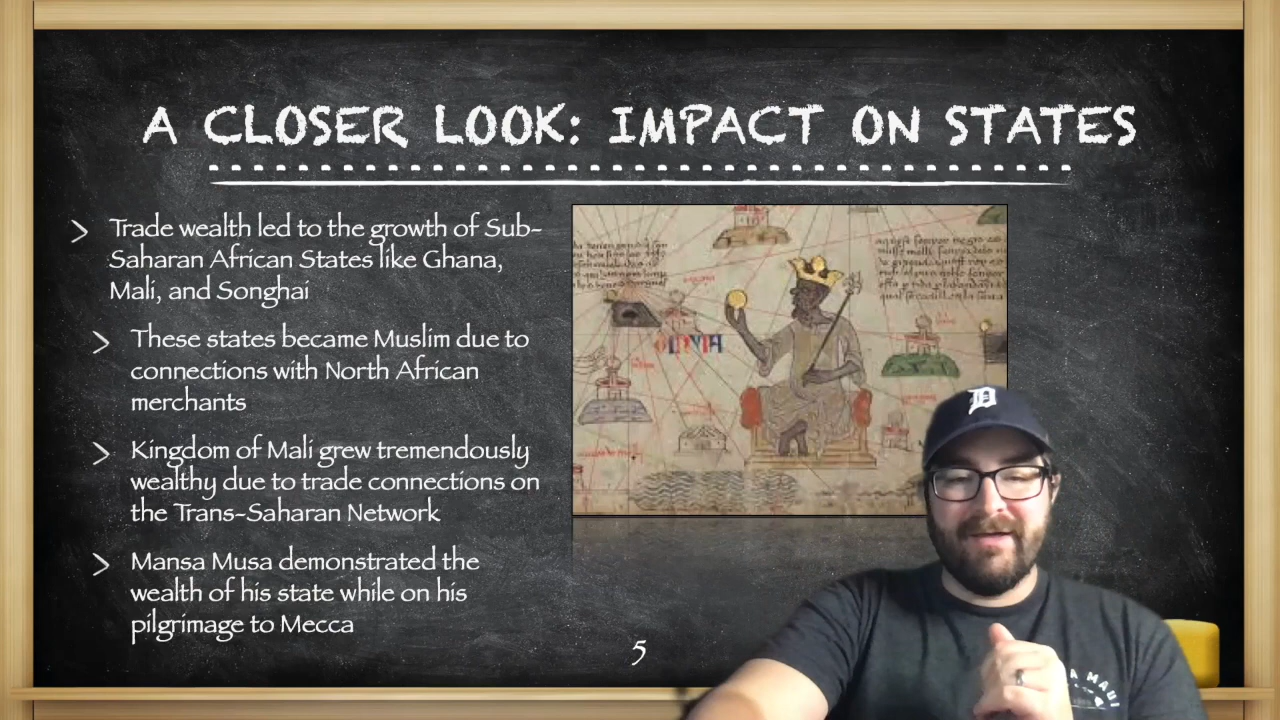 A CLOSER LOOK: IMPACT ON STATES
Trade wealth led to the growth of Sub-
Saharan African States like Ghana,
Mali, and Songhai
These states became Muslim due to
connections with North African
merchants
Kingdom of Mali grew tremendously
wealthy due to trade connections on
the Trans-Saharan Network
Mansa Musa demonstrated the
wealth of his state while on his
pilgrimage to Mecca
5
D
MAUI